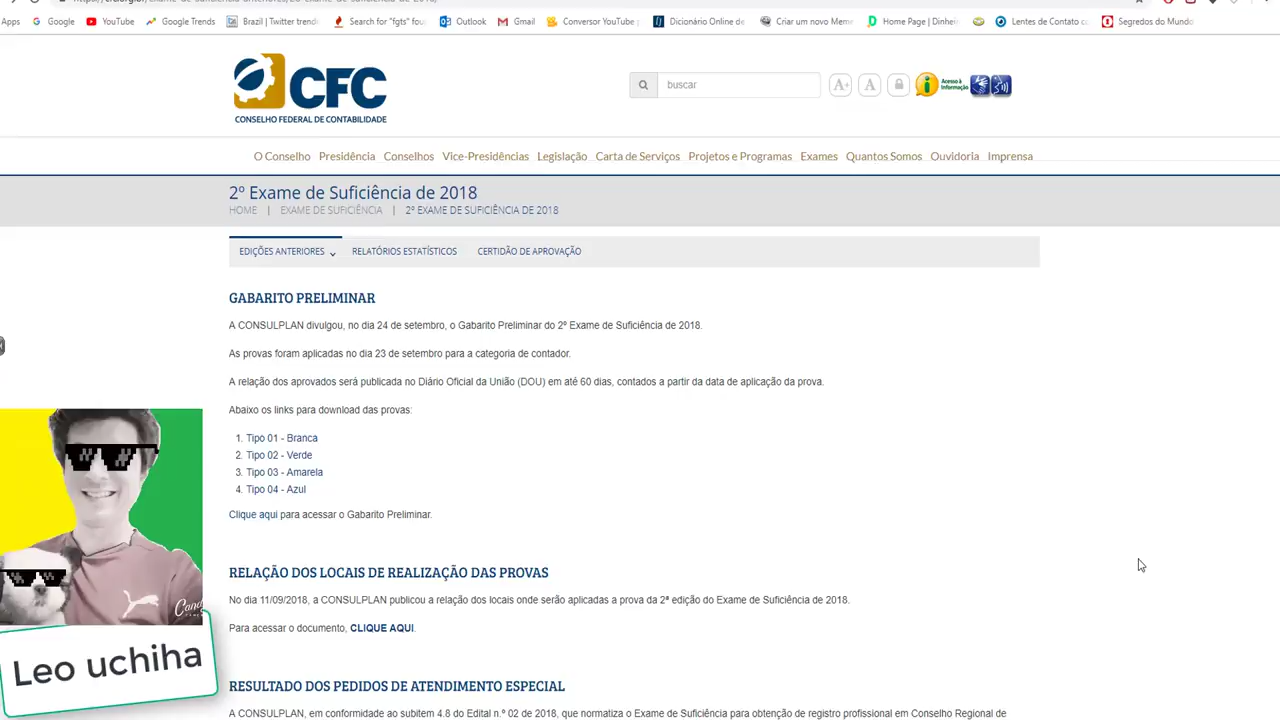 Apps Google YouTube Google Trends Brazil | Twitter trend Search for "fgts" fou Outlook Gmail Conversor YouTube Dicionário Online de Criar um novo Mem Home Page | Dinhei Lentes de Contato c Segredos do Mundo
CFC
CONSELHO FEDERAL DE CONTABILIDADE
buscar
A+ A
Acesso à Informação
O Conselho Presidência Conselhos Vice-Presidências Legislação Carta de Serviços Projetos e Programas Exames Quantos Somos Ouvidoria Imprensa
2º Exame de Suficiência de 2018
HOME | EXAME DE SUFICIÊNCIA | 2º EXAME DE SUFICIÊNCIA DE 2018
EDIÇÕES ANTERIORES RELATÓRIOS ESTATÍSTICOS CERTIDÃO DE APROVAÇÃO
GABARITO PRELIMINAR
A CONSULPLAN divulgou, no dia 24 de setembro, o Gabarito Preliminar do 2º Exame de Suficiência de 2018.
As provas foram aplicadas no dia 23 de setembro para a categoria de contador.
A relação dos aprovados será publicada no Diário Oficial da União (DOU) em até 60 dias, contados a partir da data de aplicação da prova.
Abaixo os links para download das provas:
1. Tipo 01 - Branca
2. Tipo 02 - Verde
3. Tipo 03 - Amarela
4. Tipo 04 - Azul
Clique aqui para acessar o Gabarito Preliminar.
RELAÇÃO DOS LOCAIS DE REALIZAÇÃO DAS PROVAS
No dia 11/09/2018, a CONSULPLAN publicou a relação dos locais onde serão aplicadas a prova da 2ª edição do Exame de Suficiência de 2018.
Para acessar o documento, CLIQUE AQUI.
Leo uchiha
RESULTADO DOS PEDIDOS DE ATENDIMENTO ESPECIAL
A CONSULPLAN, em conformidade ao subitem 4.8 do Edital n.º 02 de 2018, que normatiza o Exame de Suficiência para obtenção de registro profissional em Conselho Regional de